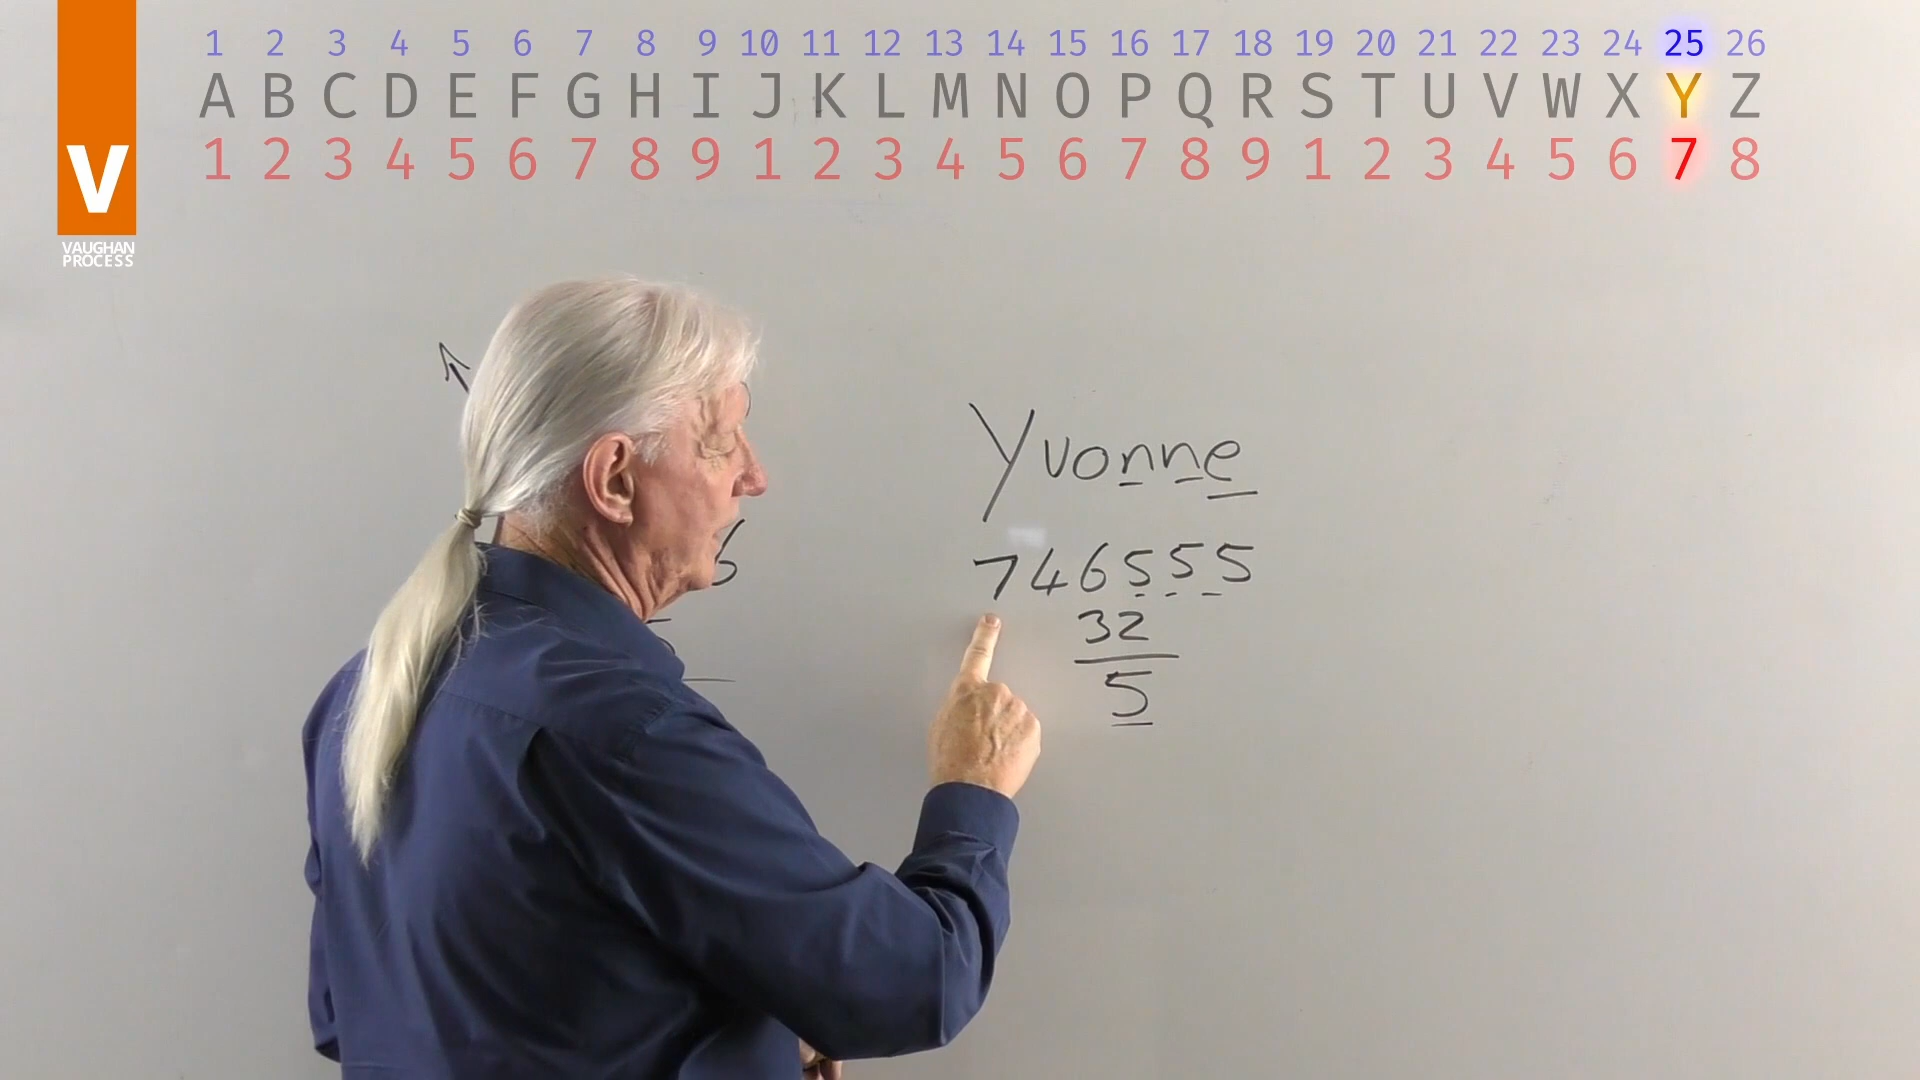 1 2 3 4 5 6 7 8 9 10 11 12 13 14 15 16 17 18 19 20 21 22 23 24 25 26
A B C D E F G H I J K L M N O P Q R S T U V W X Y Z
1 2 3 4 5 6 7 8 9 1 2 3 4 5 6 7 8 9 1 2 3 4 5 6 7 8
V
VAUGHAN
PROCESS
Yvonne
6
746555
32
5